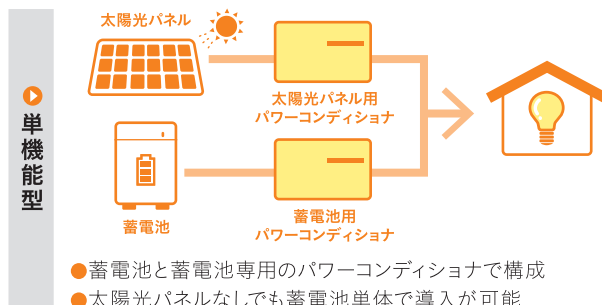 単機能型
太陽光パネル
太陽光パネル用
パワーコンディショナ
蓄電池
蓄電池用
パワーコンディショナ
●蓄電池と蓄電池専用のパワーコンディショナで構成
●太陽光パネルなしでも蓄電池単体で導入が可能